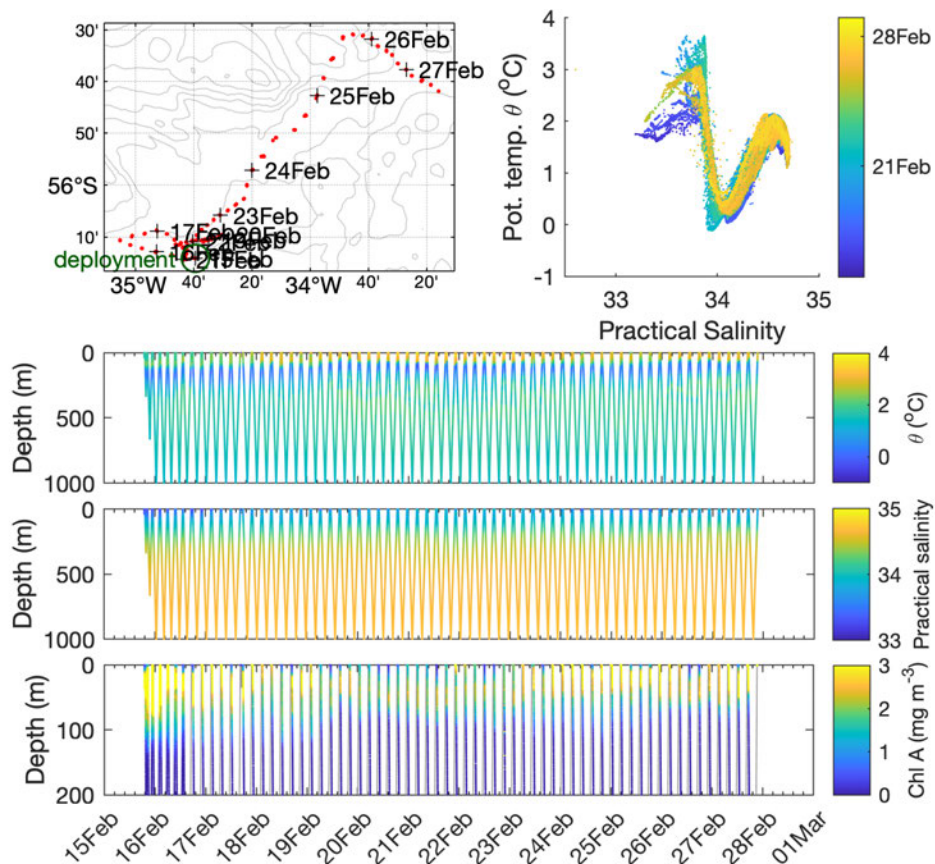 30'
40'
50'
56°S
10'
35°W
40'
20'
34°W
20'
26Feb
27Feb
25Feb
24Feb
23Feb
17Feb
deployment
Pot. temp. θ (°C)
4
3
2
1
0
-1
33
34
35
Practical Salinity
28Feb
21Feb
Depth (m)
0
500
1000
4
2
0
θ (°C)
Depth (m)
0
500
1000
35
34
33
Practical salinity
Depth (m)
0
100
200
3
2
1
0
Chl A (mg m⁻³)
15Feb
16Feb
17Feb
18Feb
19Feb
20Feb
21Feb
22Feb
23Feb
24Feb
25Feb
26Feb
27Feb
28Feb
01Mar